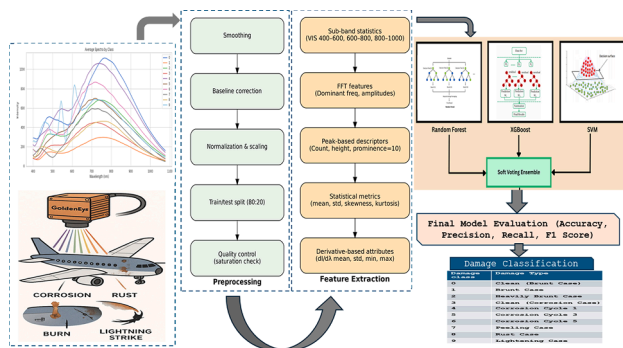 Average Spectra by Class
Wavelength (nm)
GoldenEye
CORROSION
RUST
BURN
LIGHTNING
STRIKE
Smoothing
Baseline correction
Normalization & scaling
Train/test split (80:20)
Quality control
(saturation check)
Preprocessing
Sub-band statistics
(VIS 400–600, 600–800, 800–1000)
FFT features
(Dominant freq, amplitudes)
Peak-based descriptors
(Count, height, prominence=10)
Statistical metrics
(mean, std, skewness, kurtosis)
Derivative-based attributes
(dI/dλ mean, std, min, max)
Feature Extraction
Random Forest
XGBoost
SVM
Soft Voting Ensemble
Final Model Evaluation (Accuracy,
Precision, Recall, F1 Score)
Damage Classification
Damage Damage Type
class
0 Clean (Brunt Case)
1 Brunt Case
2 Heavily Brunt Case
3 Clean (Corrosion Case)
4 Corrosion Cycle 1
5 Corrosion Cycle 3
6 Corrosion Cycle 5
7 Peeling Case
8 Rust Case
9 Lightening Case